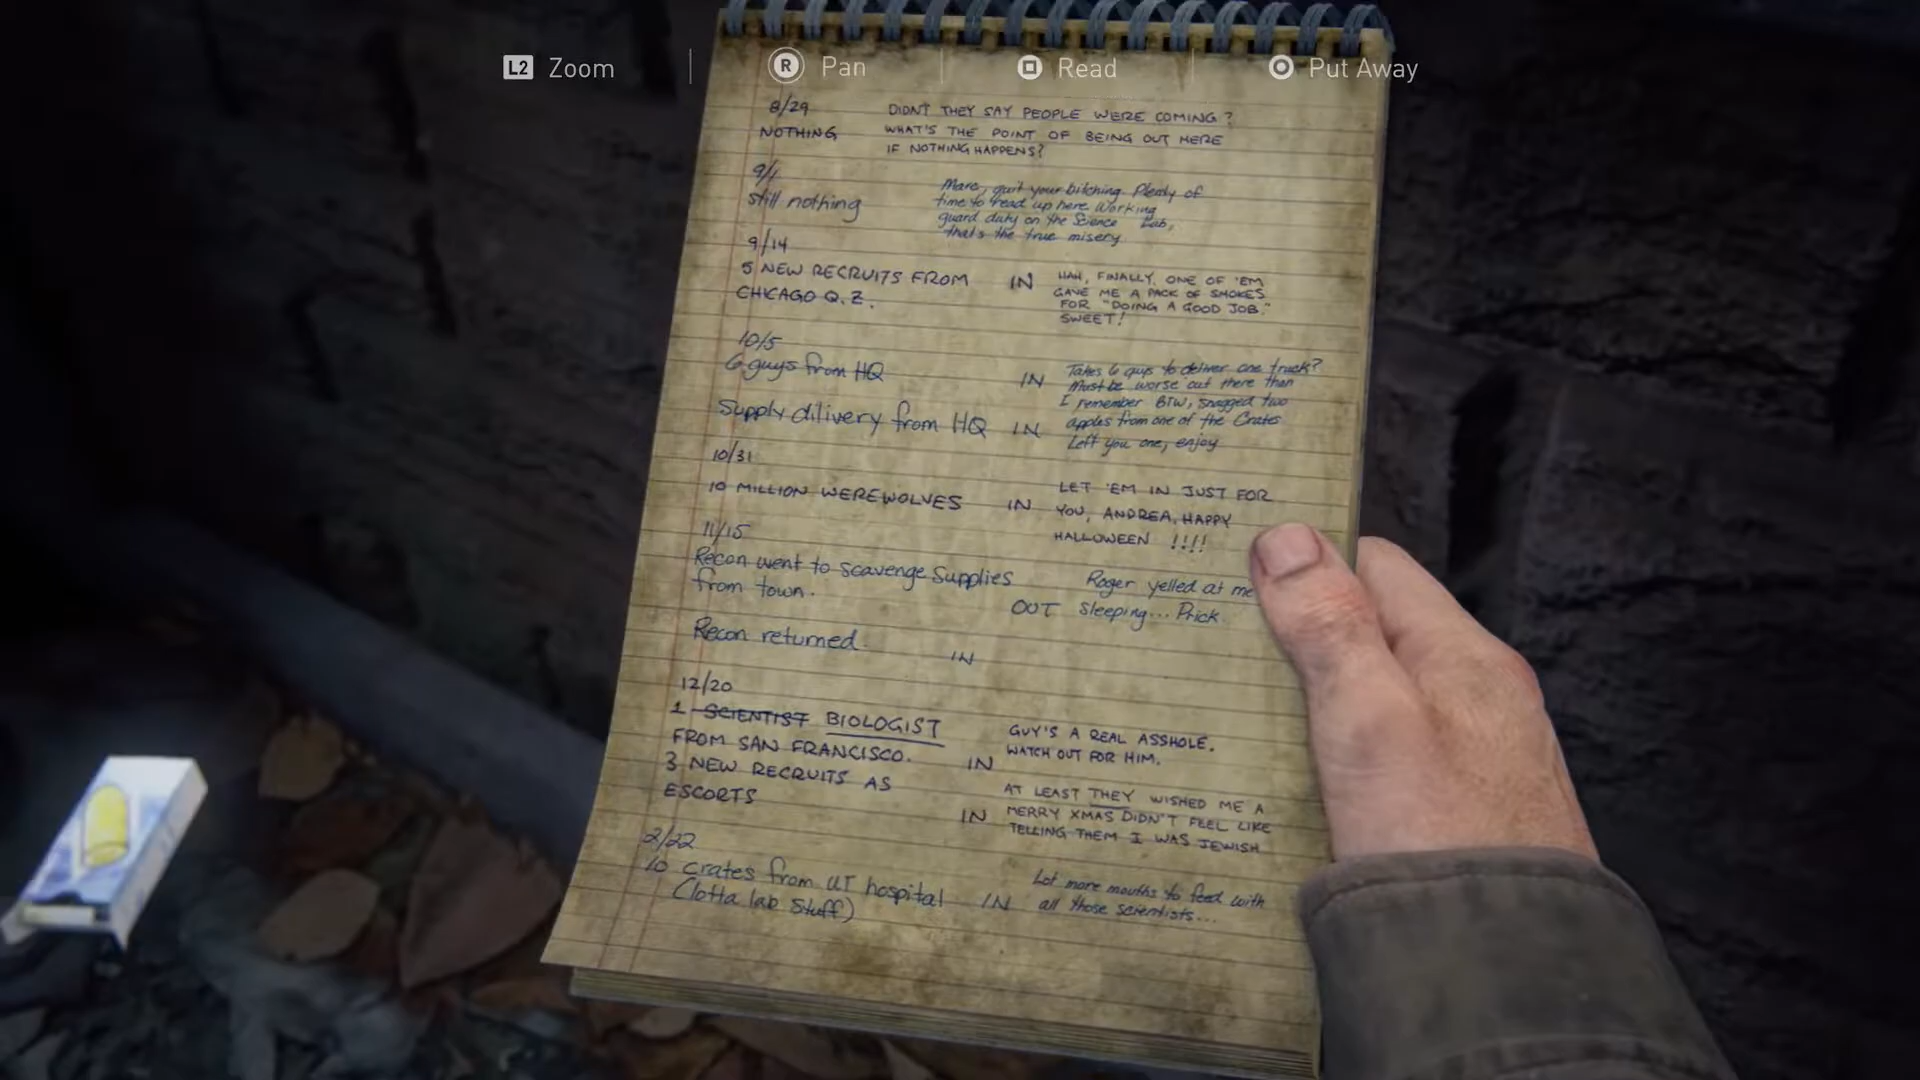 L2 Zoom R Pan Read Put Away
8/29
NOTHING
DIDN'T THEY SAY PEOPLE WERE COMING?
WHAT'S THE POINT OF BEING OUT HERE
IF NOTHING HAPPENS?
9/1
still nothing
Marc, quit your bitching. Plenty of
time to read up here. Working
guard duty on the Science Lab,
that's the true misery.
9/14
5 NEW RECRUITS FROM
CHICAGO Q.Z.
IN
HAH, FINALLY. ONE OF 'EM
GAVE ME A PACK OF SMOKES
FOR "DOING A GOOD JOB."
SWEET!
10/5
6 guys from HQ
IN
Supply dilivery from HQ
IN
Takes 6 guys to deliver one truck?
Must be worse out there than
I remember BTW, snagged two
apples from one of the Crates
Left you one, enjoy
10/31
10 MILLION WEREWOLVES
IN
LET 'EM IN JUST FOR
YOU, ANDREA. HAPPY
HALLOWEEN !!!!
11/15
Recon went to scavenge Supplies
from town.
OUT
Roger yelled at me
sleeping... Prick.
Recon returned.
IN
12/20
1 SCIENTIST BIOLOGIST
FROM SAN FRANCISCO.
IN
GUY'S A REAL ASSHOLE.
WATCH OUT FOR HIM.
3 NEW RECRUITS AS
ESCORTS
IN
AT LEAST THEY WISHED ME A
MERRY XMAS DIDN'T FEEL LIKE
TELLING THEM I WAS JEWISH
2/22
10 crates from UT hospital
(lotta lab stuff)
IN
Lot more mouths to feed with
all those scientists...